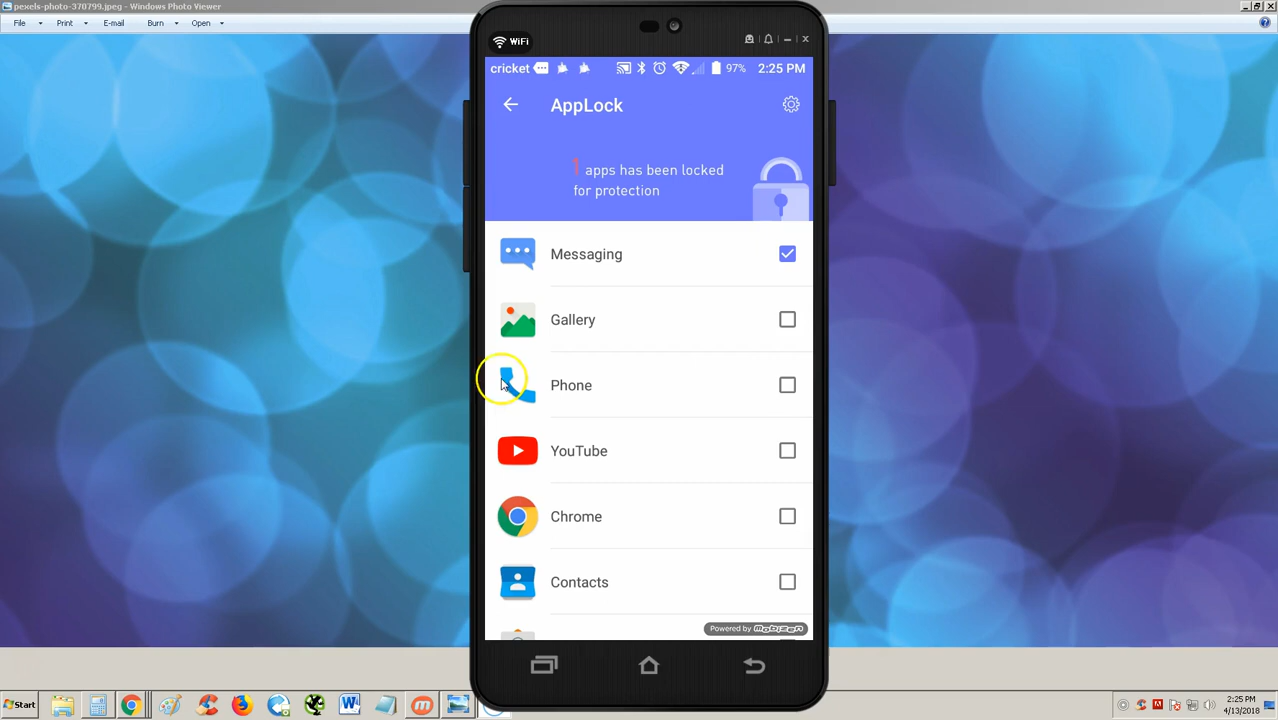 pexels-photo-370799.jpeg - Windows Photo Viewer
File Print Burn E-mail Open
WiFi
cricket 97% 2:25 PM
AppLock
1 apps has been locked
for protection
Messaging
Gallery
Phone
YouTube
Chrome
Contacts
Powered by mobizen
Start
2:25 PM
4/13/2018